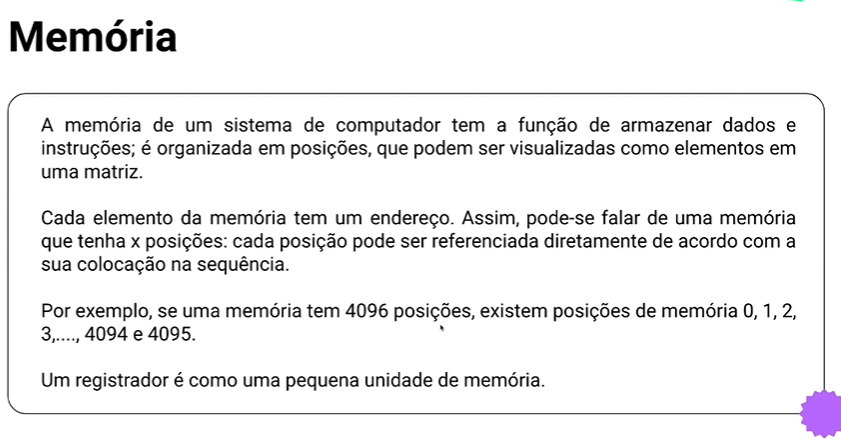 Memória
A memória de um sistema de computador tem a função de armazenar dados e
instruções; é organizada em posições, que podem ser visualizadas como elementos em
uma matriz.
Cada elemento da memória tem um endereço. Assim, pode-se falar de uma memória
que tenha x posições: cada posição pode ser referenciada diretamente de acordo com a
sua colocação na sequência.
Por exemplo, se uma memória tem 4096 posições, existem posições de memória 0, 1, 2,
3,...., 4094 e 4095.
Um registrador é como uma pequena unidade de memória.